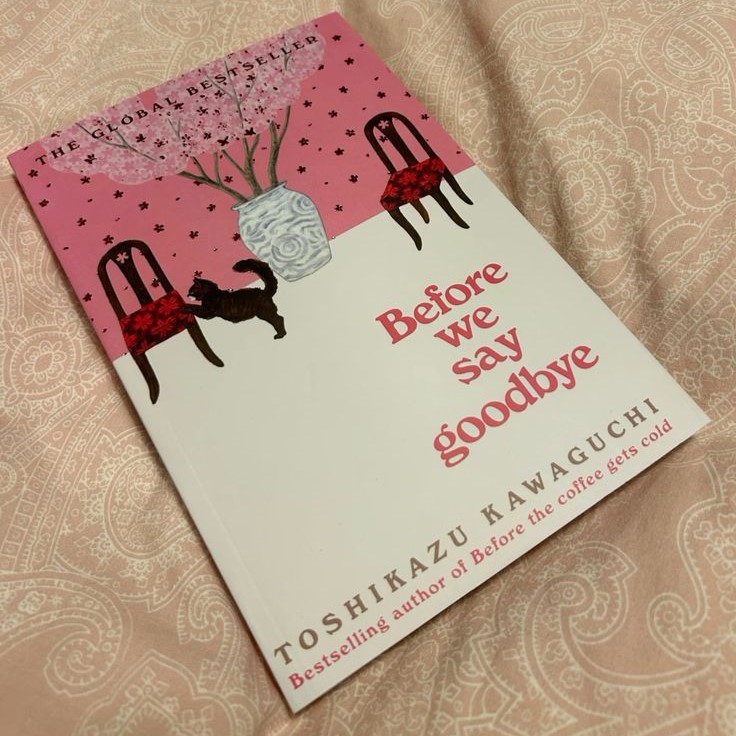 THE GLOBAL BESTSELLER
Before
we
say
goodbye
TOSHIKAZU KAWAGUCHI
Bestselling author of Before the coffee gets cold